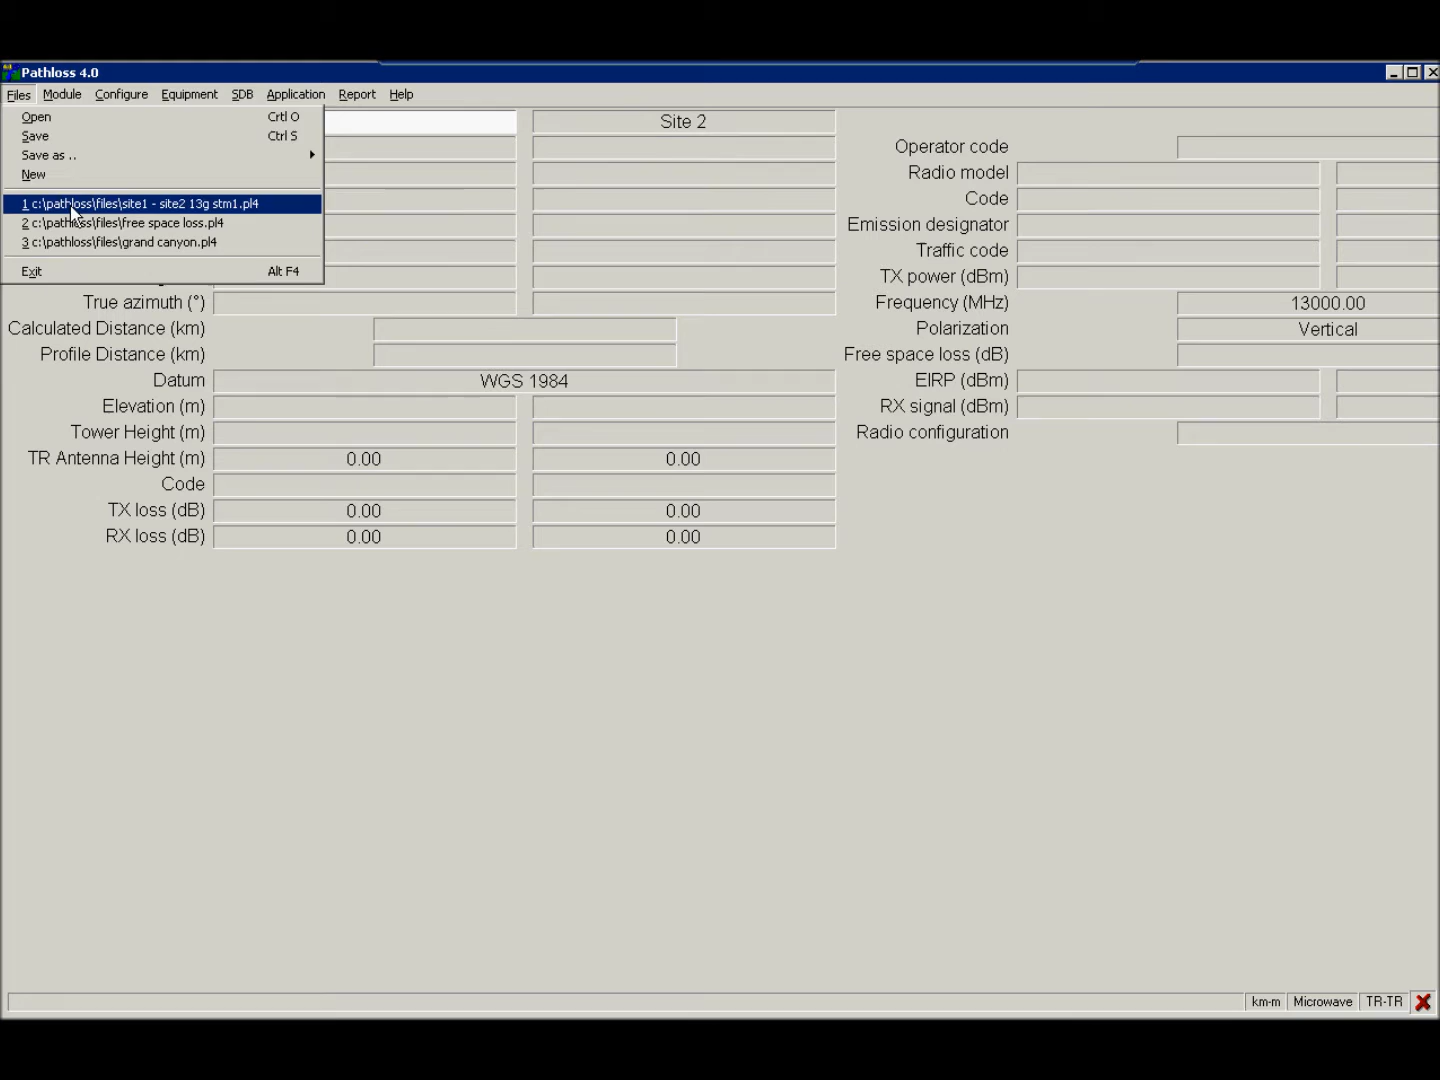 Pathloss 4.0
Files Module Configure Equipment SDB Application Report Help
Open Crtl O
Save Ctrl S
Save as ..
New
1 c:\pathloss\files\site1 - site2 13g stm1.pl4
2 c:\pathloss\files\free space loss.pl4
3 c:\pathloss\files\grand canyon.pl4
Exit Alt F4
Site 2
True azimuth (°)
Calculated Distance (km)
Profile Distance (km)
Datum WGS 1984
Elevation (m)
Tower Height (m)
TR Antenna Height (m) 0.00 0.00
Code
TX loss (dB) 0.00 0.00
RX loss (dB) 0.00 0.00
Operator code
Radio model
Code
Emission designator
Traffic code
TX power (dBm)
Frequency (MHz) 13000.00
Polarization Vertical
Free space loss (dB)
EIRP (dBm)
RX signal (dBm)
Radio configuration
km-m Microwave TR-TR